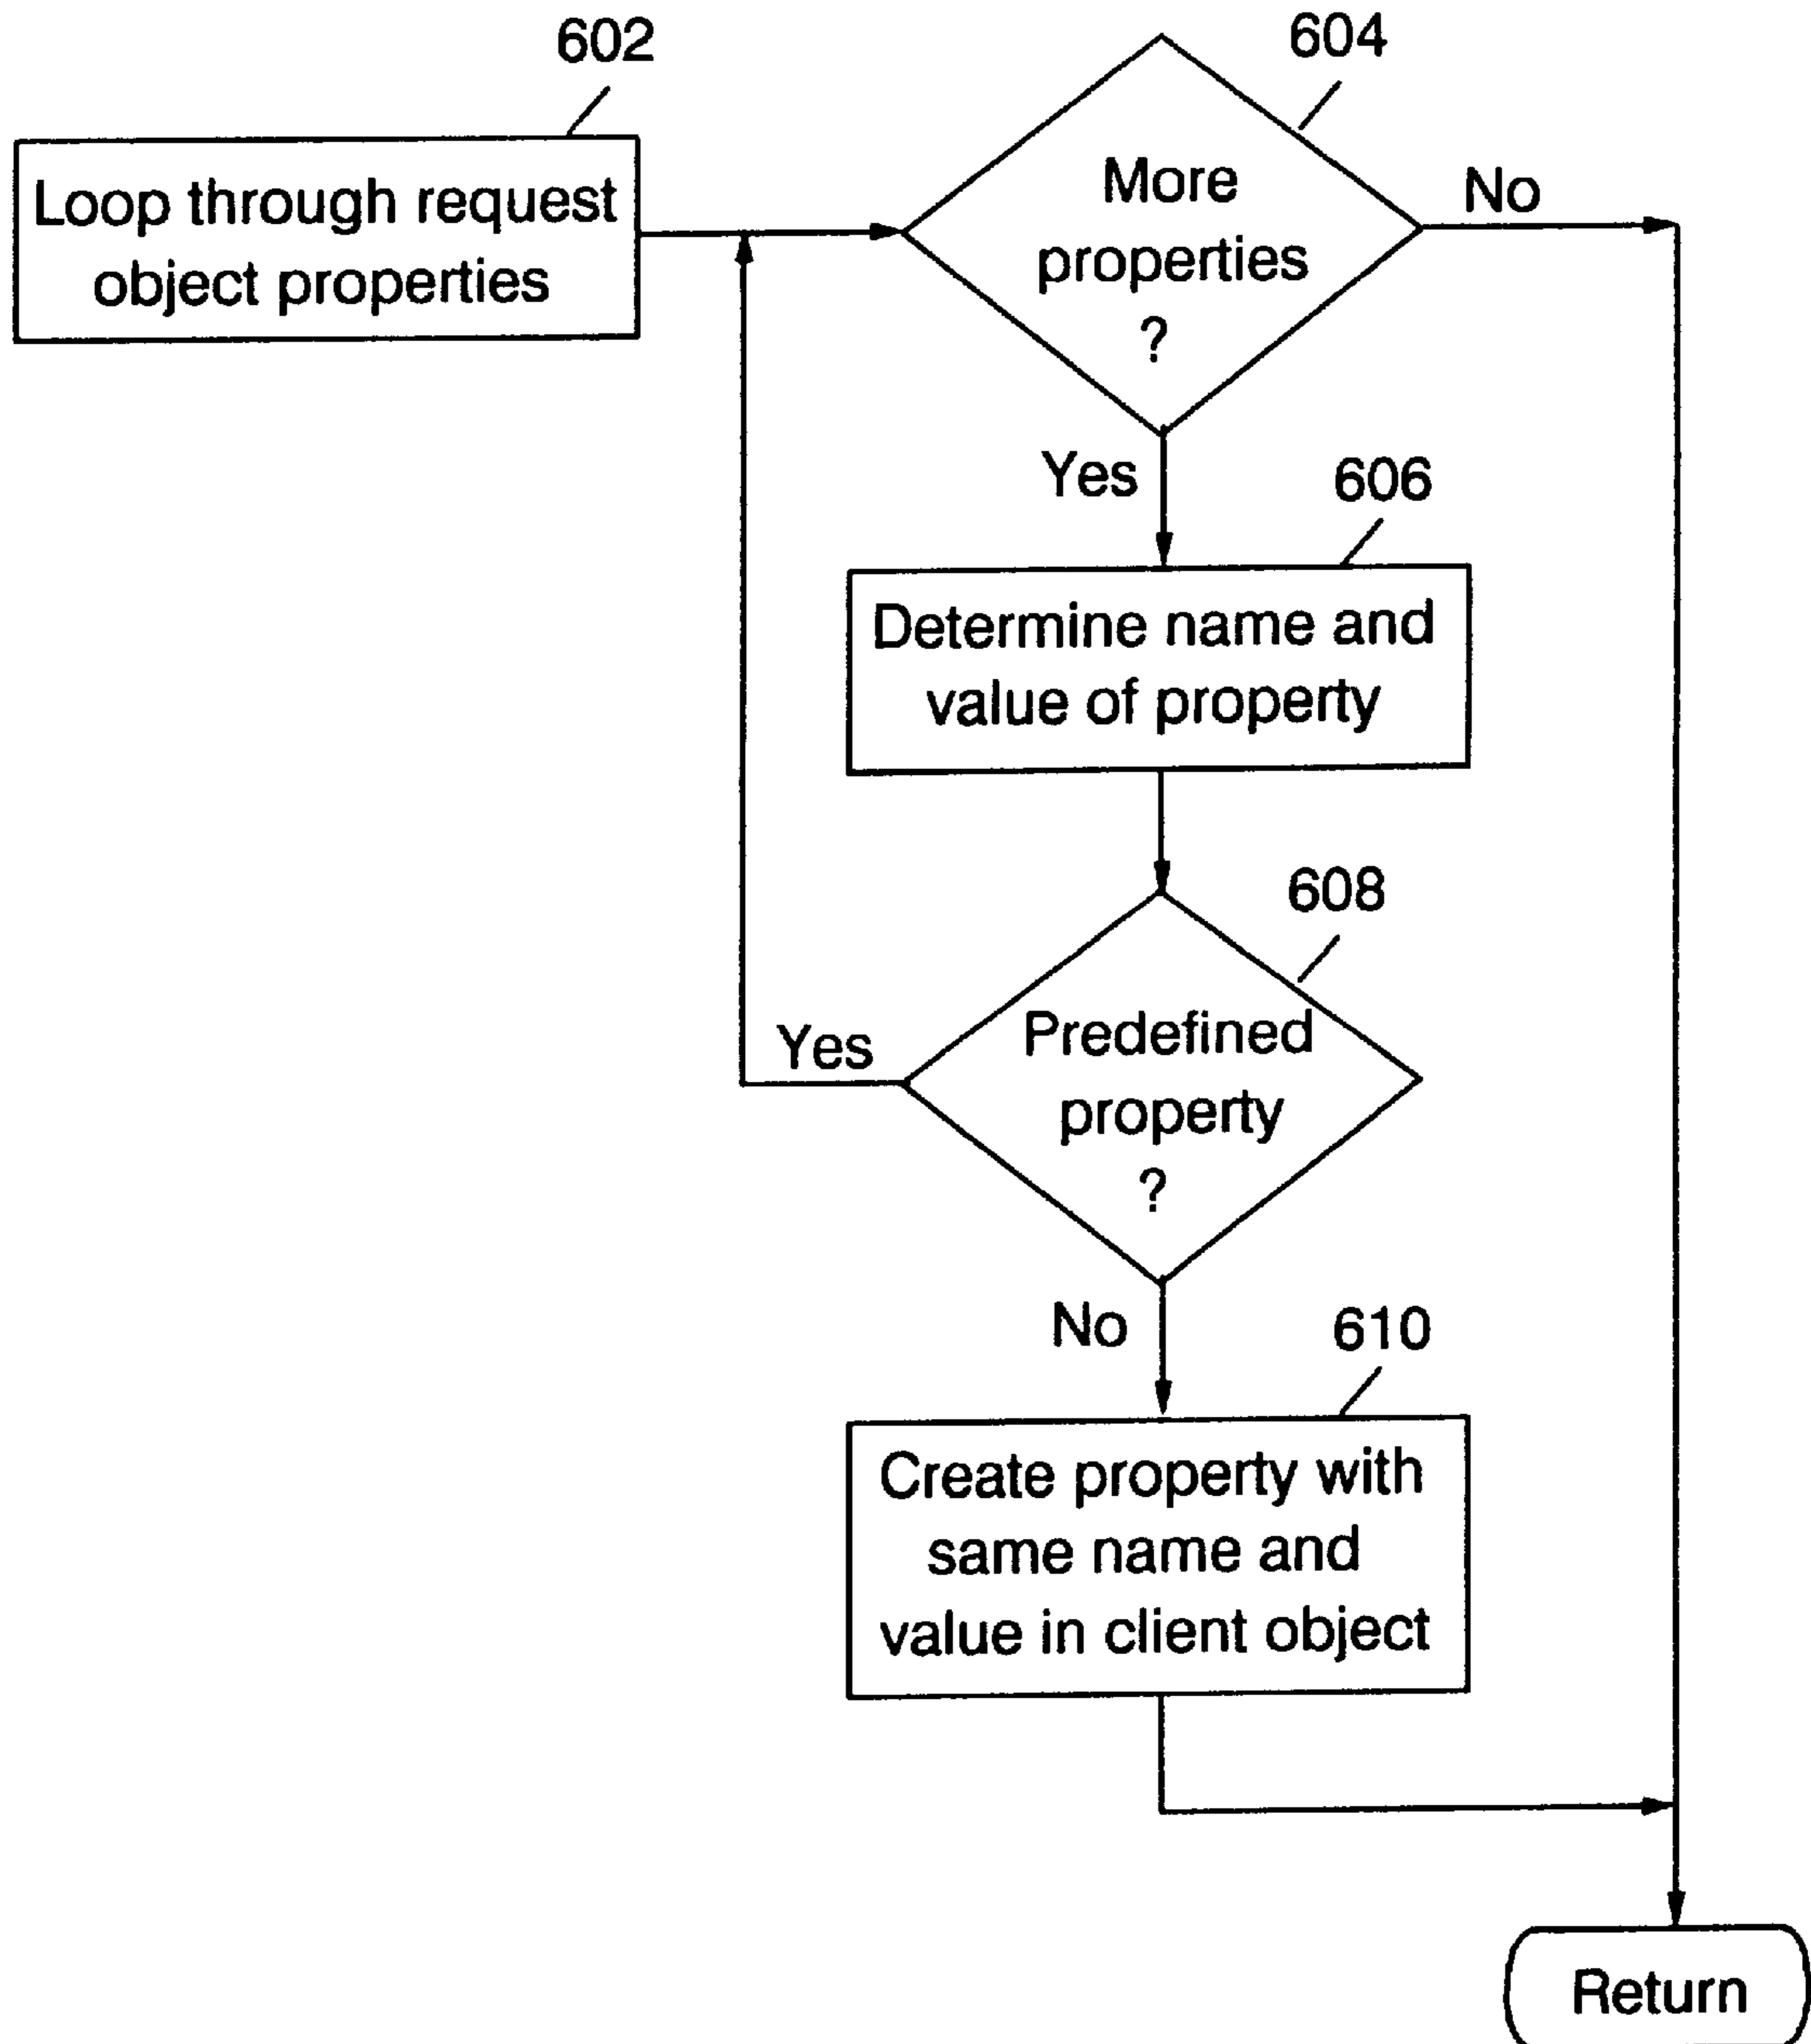 602
Loop through request
object properties
604
More
properties
?
No
Yes
606
Determine name and
value of property
608
Predefined
property
?
Yes
No
610
Create property with
same name and
value in client object
Return